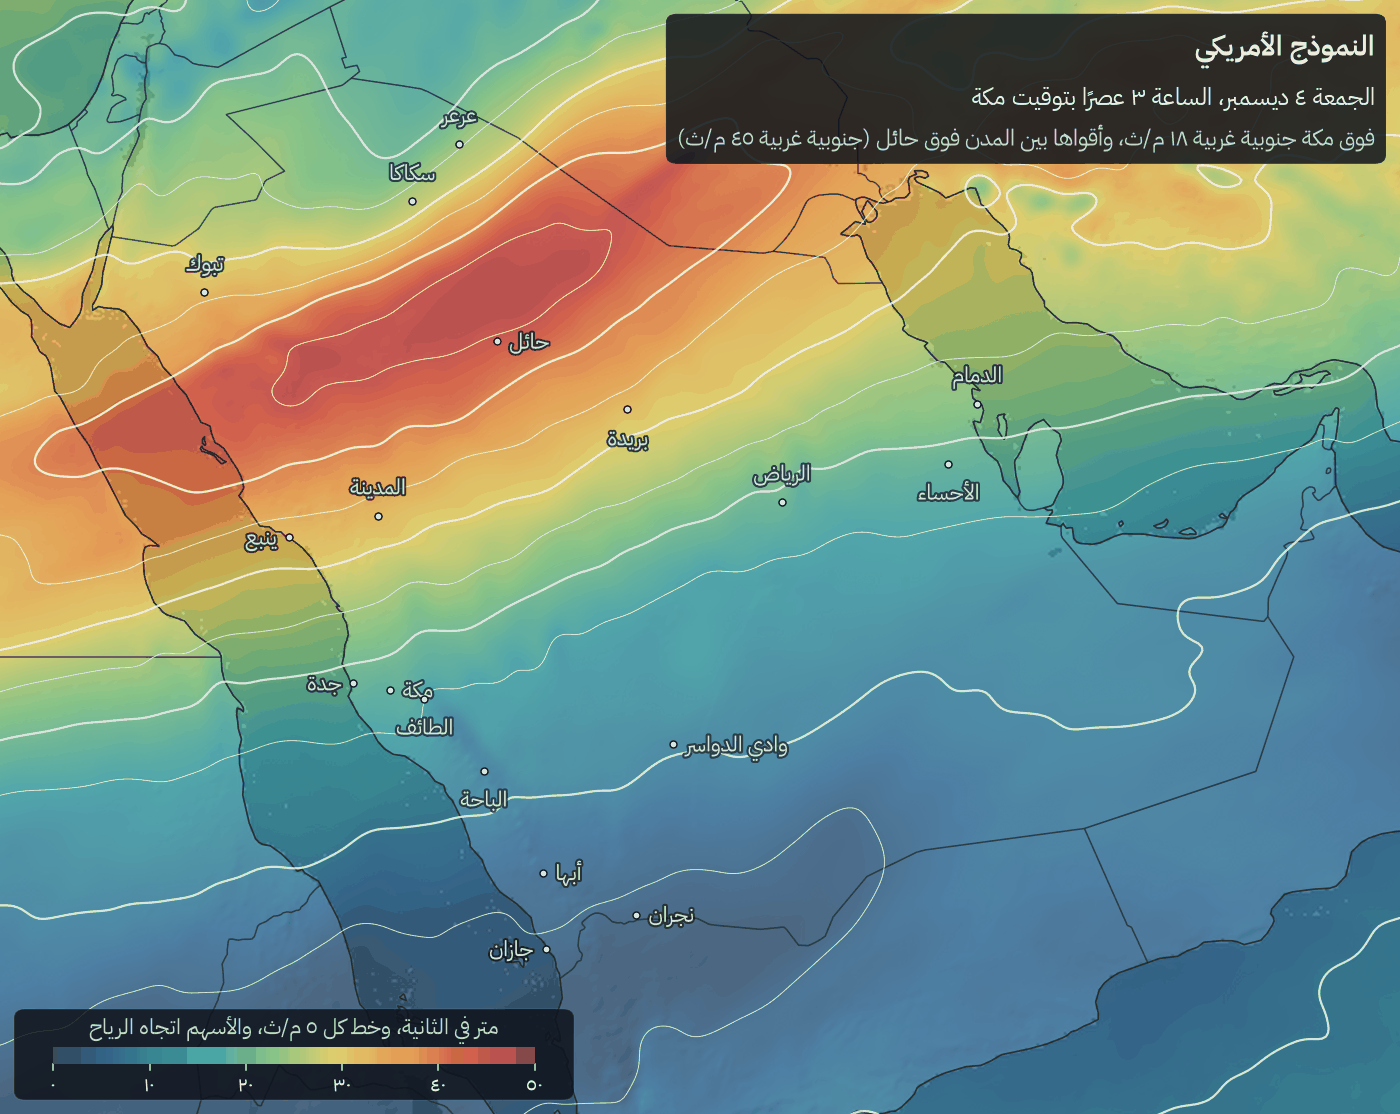 النموذج الأمريكي
الجمعة ٤ ديسمبر، الساعة ٣ عصرًا بتوقيت مكة
فوق مكة جنوبية غربية ١٨ م/ث، وأقواها بين المدن فوق حائل (جنوبية غربية ٤٥ م/ث)
عرعر
سكاكا
تبوك
حائل
الدمام
بريدة
الرياض
الأحساء
المدينة
ينبع
جدة
مكة
الطائف
وادي الدواسر
الباحة
أبها
نجران
جازان
متر في الثانية، وخط كل ٥ م/ث، والأسهم اتجاه الرياح
٠ ١٠ ٢٠ ٣٠ ٤٠ ٥٠